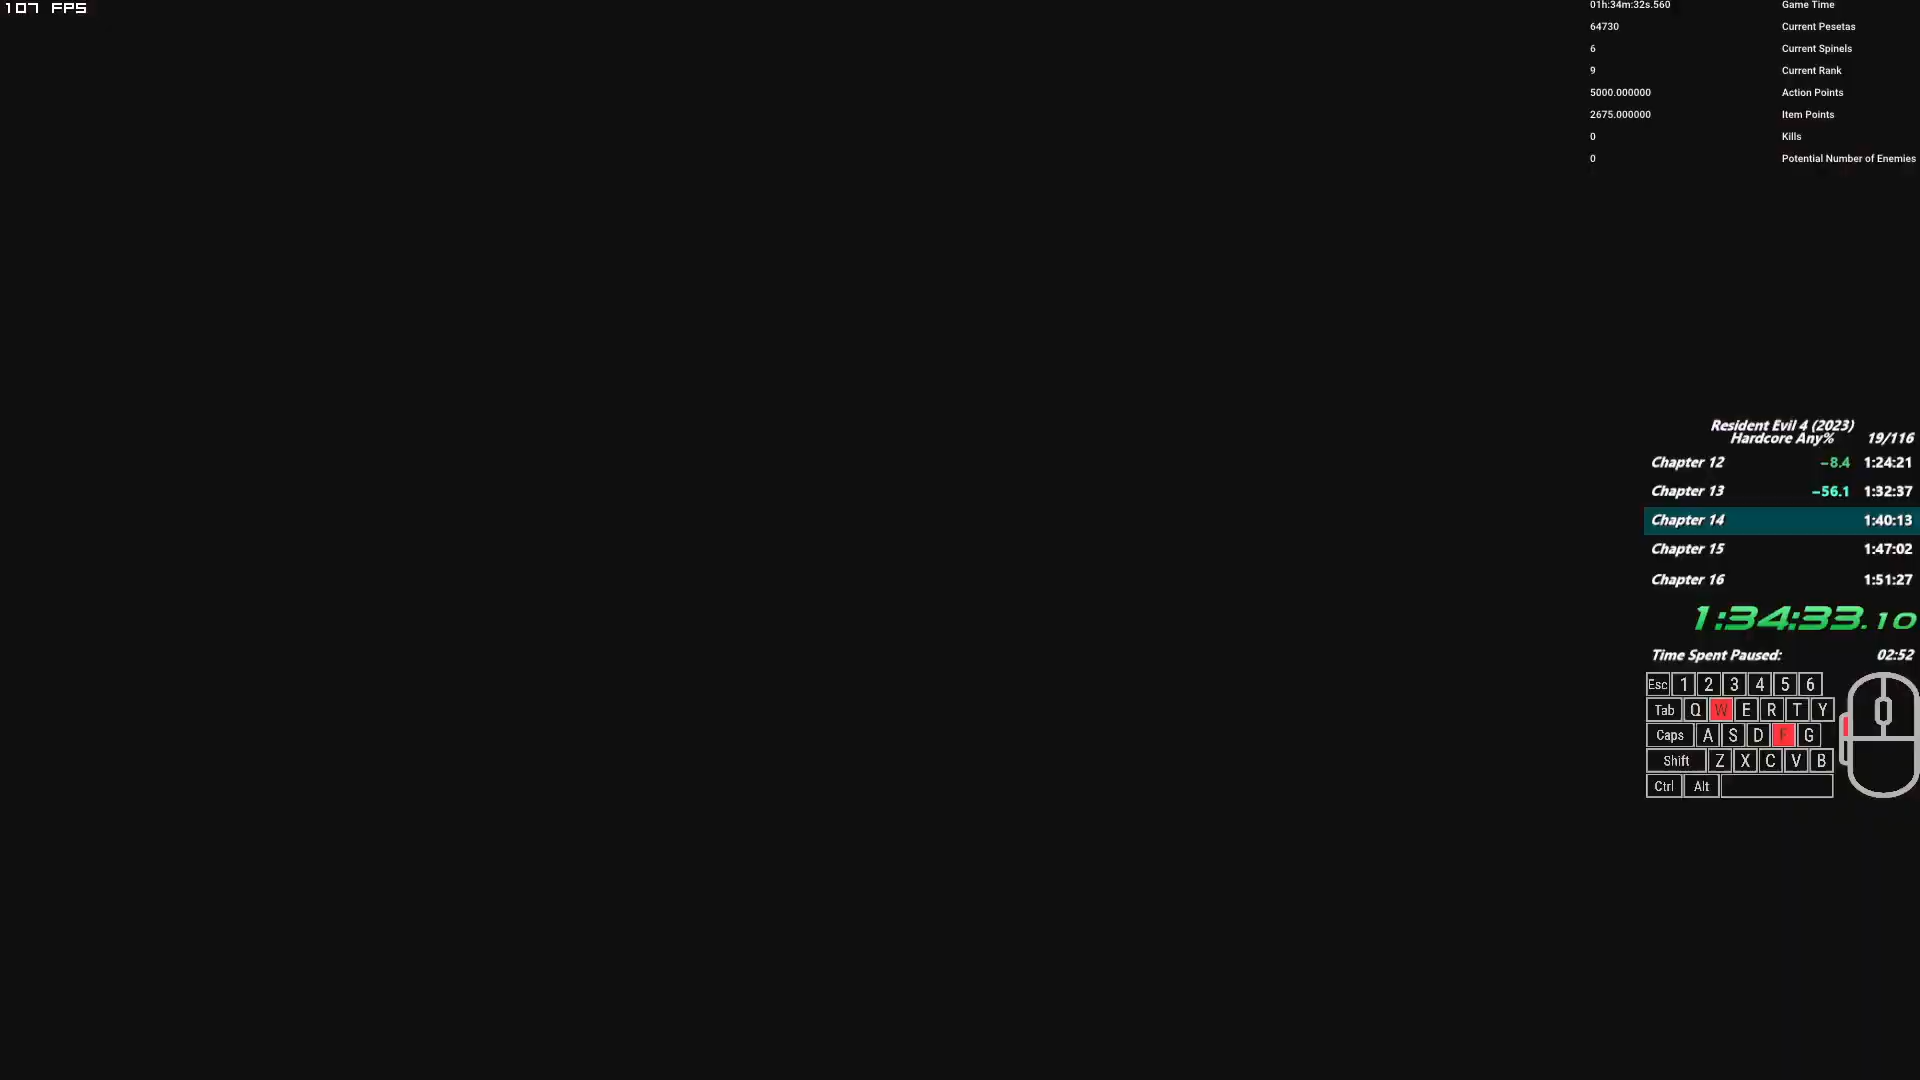 107 FPS
01h:34m:32s.560 Game Time
64730 Current Pesetas
6 Current Spinels
9 Current Rank
5000.000000 Action Points
2675.000000 Item Points
0 Kills
0 Potential Number of Enemies
Resident Evil 4 (2023)
Hardcore Any% 19/116
Chapter 12 -8.4 1:24:21
Chapter 13 -56.1 1:32:37
Chapter 14 1:40:13
Chapter 15 1:47:02
Chapter 16 1:51:27
1:34:33.10
Time Spent Paused: 02:52
Esc 1 2 3 4 5 6
Tab Q W E R T Y
Caps A S D F G
Shift Z X C V B
Ctrl Alt